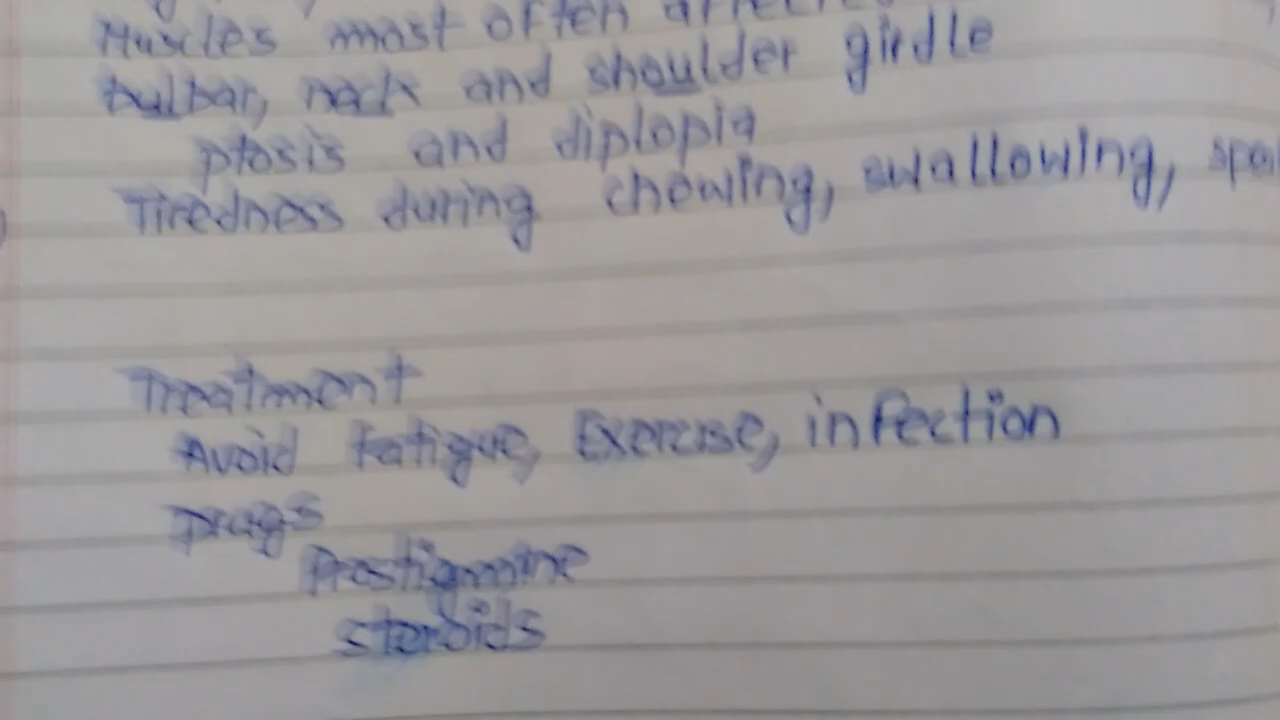 Muscles most often affected
bulbar, neck and shoulder girdle
ptosis and diplopia
Tiredness during chewing, swallowing,
Treatment
Avoid fatigue, Exercise, infection
Drugs
Prostigmine
steroids